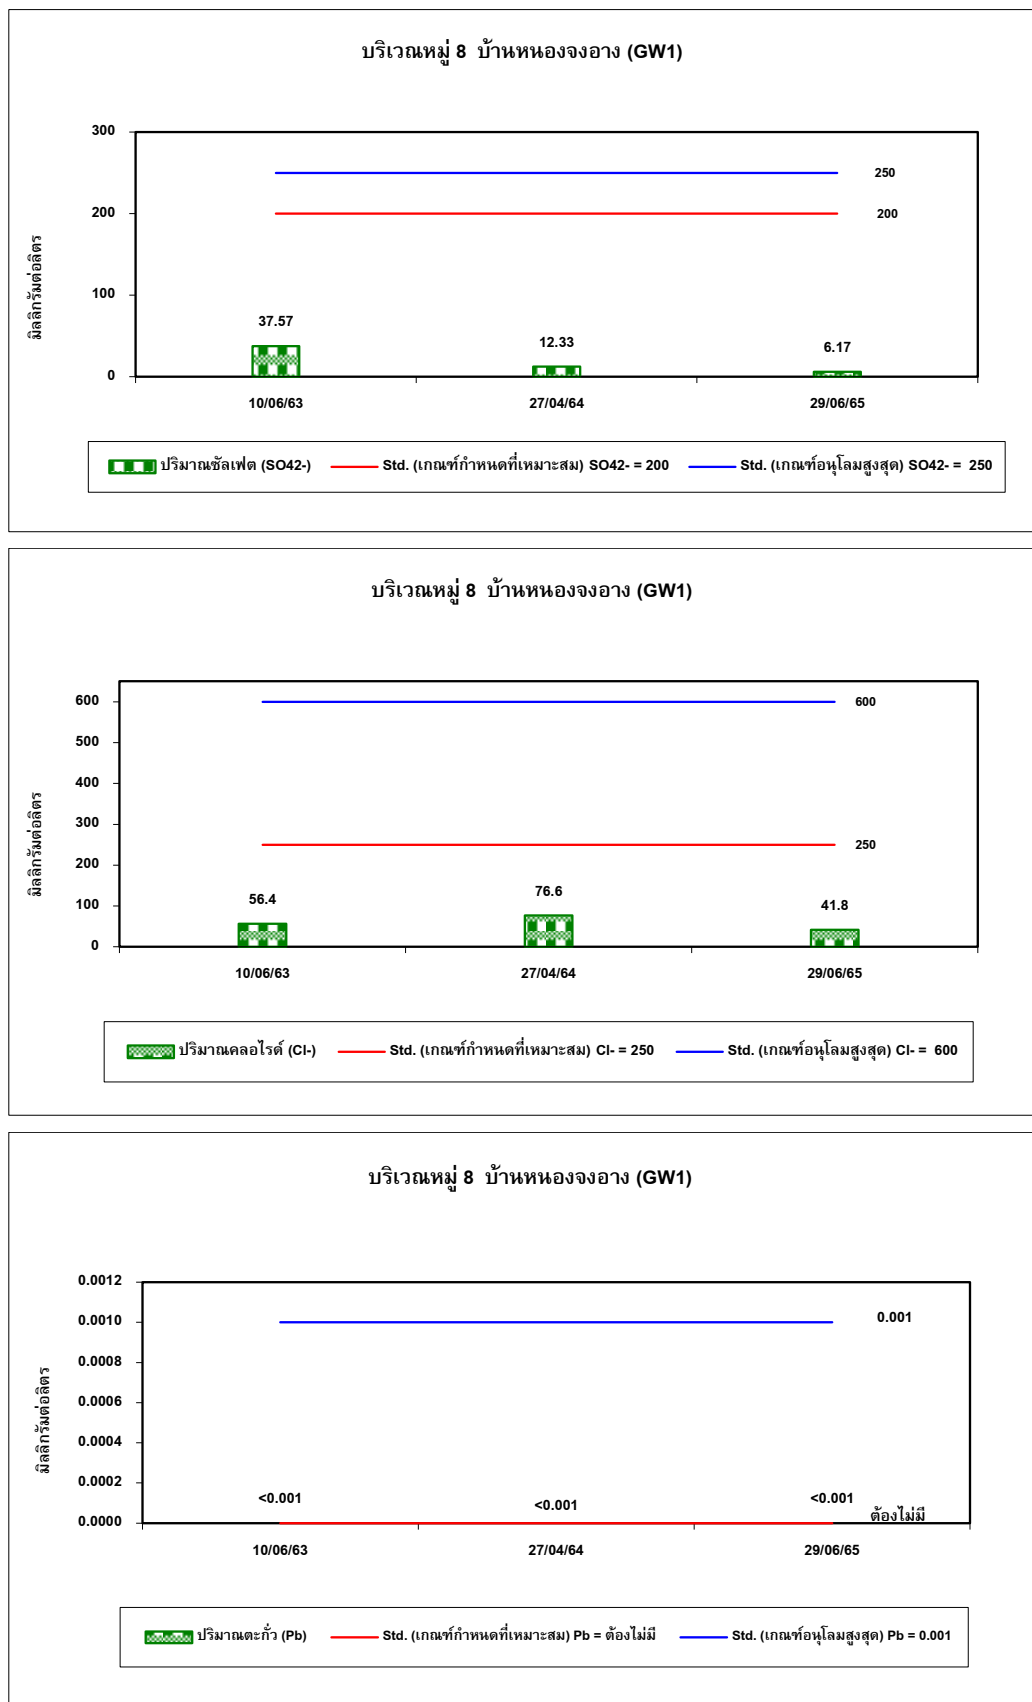 บริเวณหมู่ 8 บ้านหนองจงอาง (GW1)
มิลลิกรัมต่อลิตร
300
250
200
200
100
37.57
12.33
6.17
0
10/06/63 27/04/64 29/06/65
ปริมาณซัลเฟต (SO42-) Std. (เกณฑ์กำหนดที่เหมาะสม) SO42- = 200 Std. (เกณฑ์อนุโลมสูงสุด) SO42- = 250
บริเวณหมู่ 8 บ้านหนองจงอาง (GW1)
มิลลิกรัมต่อลิตร
600
600
500
400
300
250
200
100
56.4
76.6
41.8
0
10/06/63 27/04/64 29/06/65
ปริมาณคลอไรด์ (Cl-) Std. (เกณฑ์กำหนดที่เหมาะสม) Cl- = 250 Std. (เกณฑ์อนุโลมสูงสุด) Cl- = 600
บริเวณหมู่ 8 บ้านหนองจงอาง (GW1)
มิลลิกรัมต่อลิตร
0.0012
0.0010
0.001
0.0008
0.0006
0.0004
0.0002
<0.001 <0.001 <0.001
0.0000
ต้องไม่มี
10/06/63 27/04/64 29/06/65
ปริมาณตะกั่ว (Pb) Std. (เกณฑ์กำหนดที่เหมาะสม) Pb = ต้องไม่มี Std. (เกณฑ์อนุโลมสูงสุด) Pb = 0.001